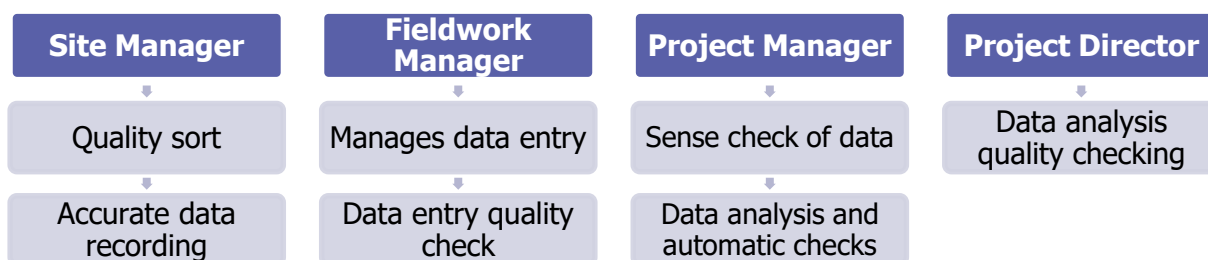 Site Manager
Quality sort
Accurate data
recording
Fieldwork
Manager
Manages data entry
Data entry quality
check
Project Manager
Sense check of data
Data analysis and
automatic checks
Project Director
Data analysis
quality checking